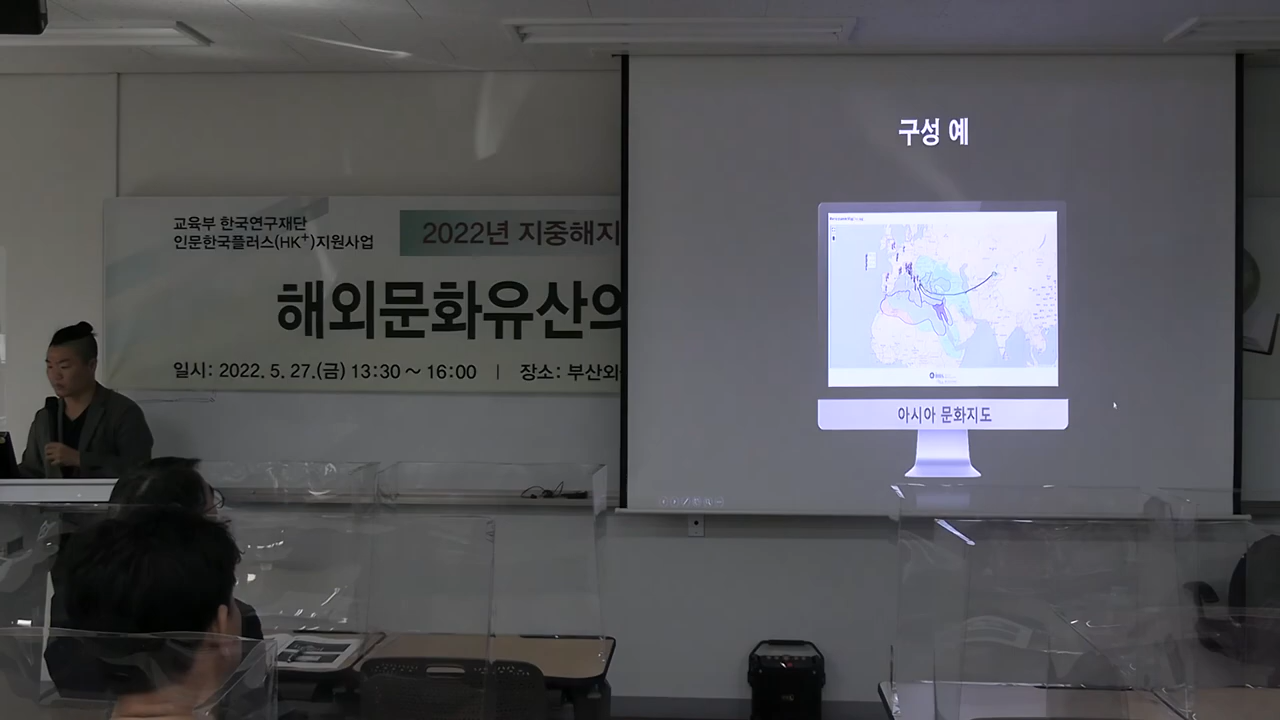 교육부 한국연구재단
인문한국플러스(HK+)지원사업
2022년 지중해지
해외문화유산의
일시: 2022. 5. 27.(금) 13:30 ~ 16:00 | 장소: 부산외
구성 예
아시아 문화지도